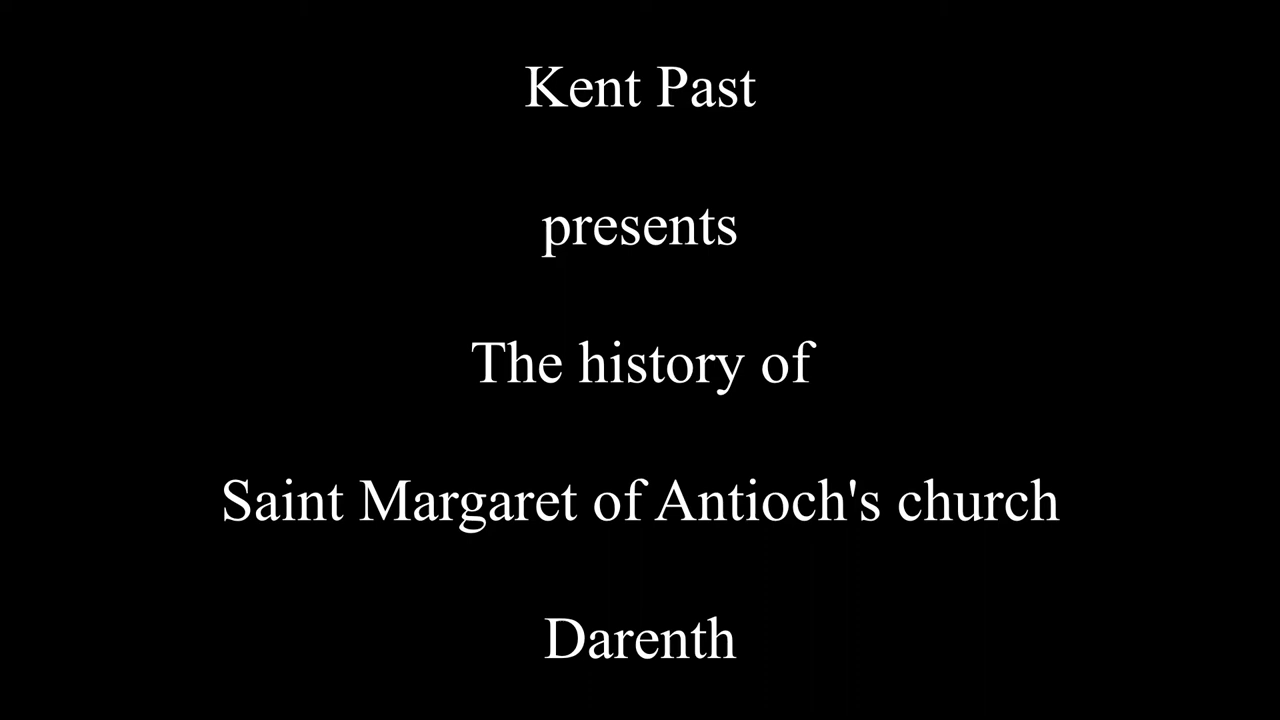 Kent Past
presents
The history of
Saint Margaret of Antioch's church
Darenth